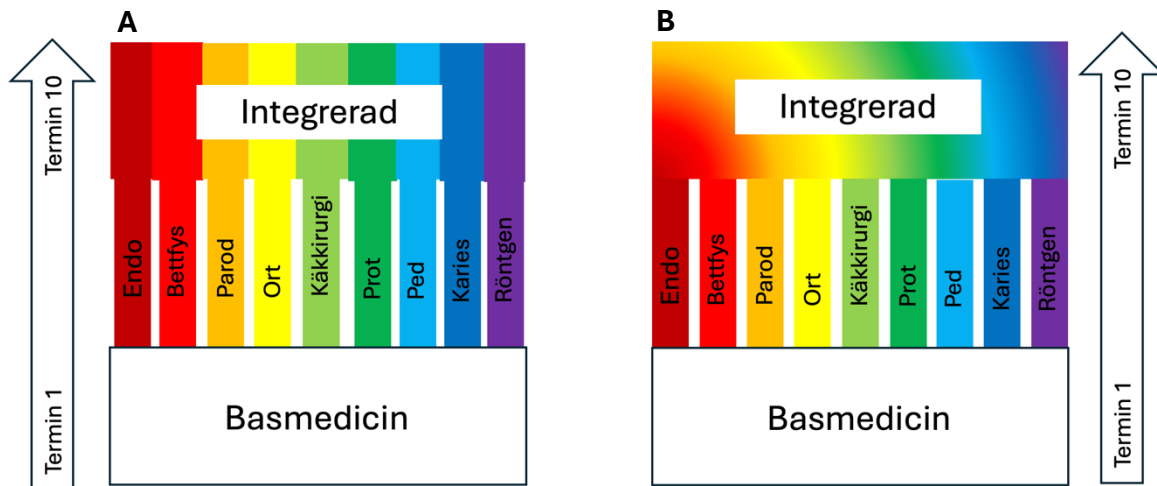 A
Termin 10
Termin 1
Integrerad
Endo
Bettfys
Parod
Ort
Käkkirurgi
Prot
Ped
Karies
Röntgen
Basmedicin
B
Integrerad
Endo
Bettfys
Parod
Ort
Käkkirurgi
Prot
Ped
Karies
Röntgen
Basmedicin
Termin 10
Termin 1